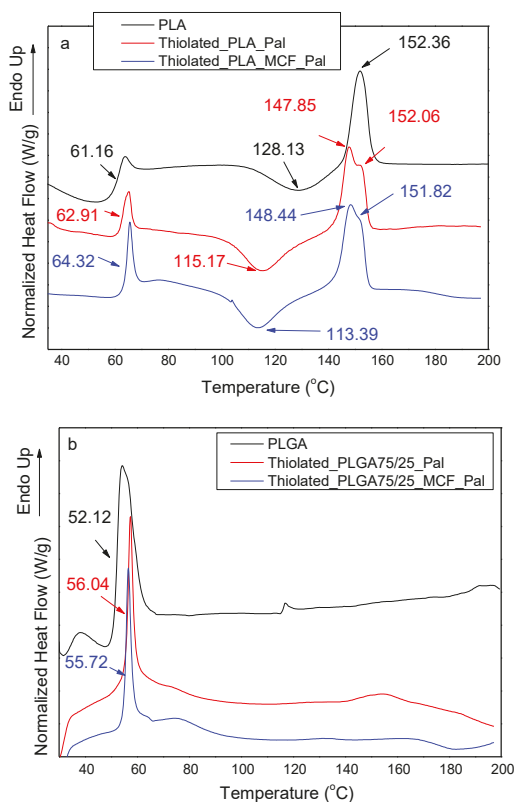 a
PLA
Thiolated_PLA_Pal
Thiolated_PLA_MCF_Pal
152.36
147.85
152.06
61.16
128.13
62.91
148.44
151.82
64.32
115.17
113.39
Normalized Heat Flow (W/g)
Endo Up
40 60 80 100 120 140 160 180 200
Temperature (°C)
b
PLGA
Thiolated_PLGA75/25_Pal
Thiolated_PLGA75/25_MCF_Pal
52.12
56.04
55.72
Normalized Heat Flow (W/g)
Endo Up
40 60 80 100 120 140 160 180 200
Temperature (°C)